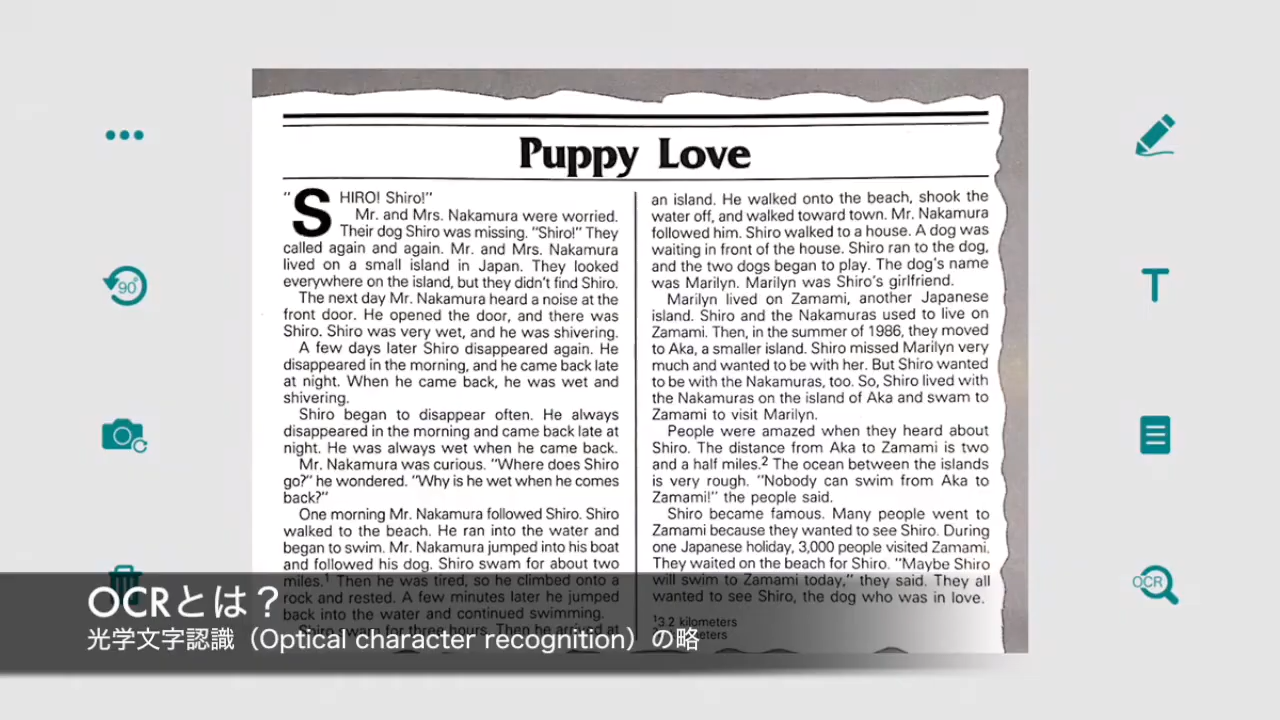 Puppy Love
"SHIRO! Shiro!"
Mr. and Mrs. Nakamura were worried.
Their dog Shiro was missing. "Shiro!" They
called again and again. Mr. and Mrs. Nakamura
lived on a small island in Japan. They looked
everywhere on the island, but they didn't find Shiro.
The next day Mr. Nakamura heard a noise at the
front door. He opened the door, and there was
Shiro. Shiro was very wet, and he was shivering.
A few days later Shiro disappeared again. He
disappeared in the morning, and he came back late
at night. When he came back, he was wet and
shivering.
Shiro began to disappear often. He always
disappeared in the morning and came back late at
night. He was always wet when he came back.
Mr. Nakamura was curious. "Where does Shiro
go?" he wondered. "Why is he wet when he comes
back?"
One morning Mr. Nakamura followed Shiro. Shiro
walked to the beach. He ran into the water and
began to swim. Mr. Nakamura jumped into his boat
and followed his dog. Shiro swam for about two
miles.¹ Then he was tired, so he climbed onto a
rock and rested. A few minutes later he jumped
back into the water and continued swimming.
Shiro swam for three hours. Then he arrived at
an island. He walked onto the beach, shook the
water off, and walked toward town. Mr. Nakamura
followed him. Shiro walked to a house. A dog was
waiting in front of the house. Shiro ran to the dog,
and the two dogs began to play. The dog's name
was Marilyn. Marilyn was Shiro's girlfriend.
Marilyn lived on Zamami, another Japanese
island. Shiro and the Nakamuras used to live on
Zamami. Then, in the summer of 1986, they moved
to Aka, a smaller island. Shiro missed Marilyn very
much and wanted to be with her. But Shiro wanted
to be with the Nakamuras, too. So, Shiro lived with
the Nakamuras on the island of Aka and swam to
Zamami to visit Marilyn.
People were amazed when they heard about
Shiro. The distance from Aka to Zamami is two
and a half miles.² The ocean between the islands
is very rough. "Nobody can swim from Aka to
Zamami!" the people said.
Shiro became famous. Many people went to
Zamami because they wanted to see Shiro. During
one Japanese holiday, 3,000 people visited Zamami.
They waited on the beach for Shiro. "Maybe Shiro
will swim to Zamami today," they said. They all
wanted to see Shiro, the dog who was in love.
¹3.2 kilometers
90°
OCR
OCRとは？
光学文字認識（Optical character recognition）の略